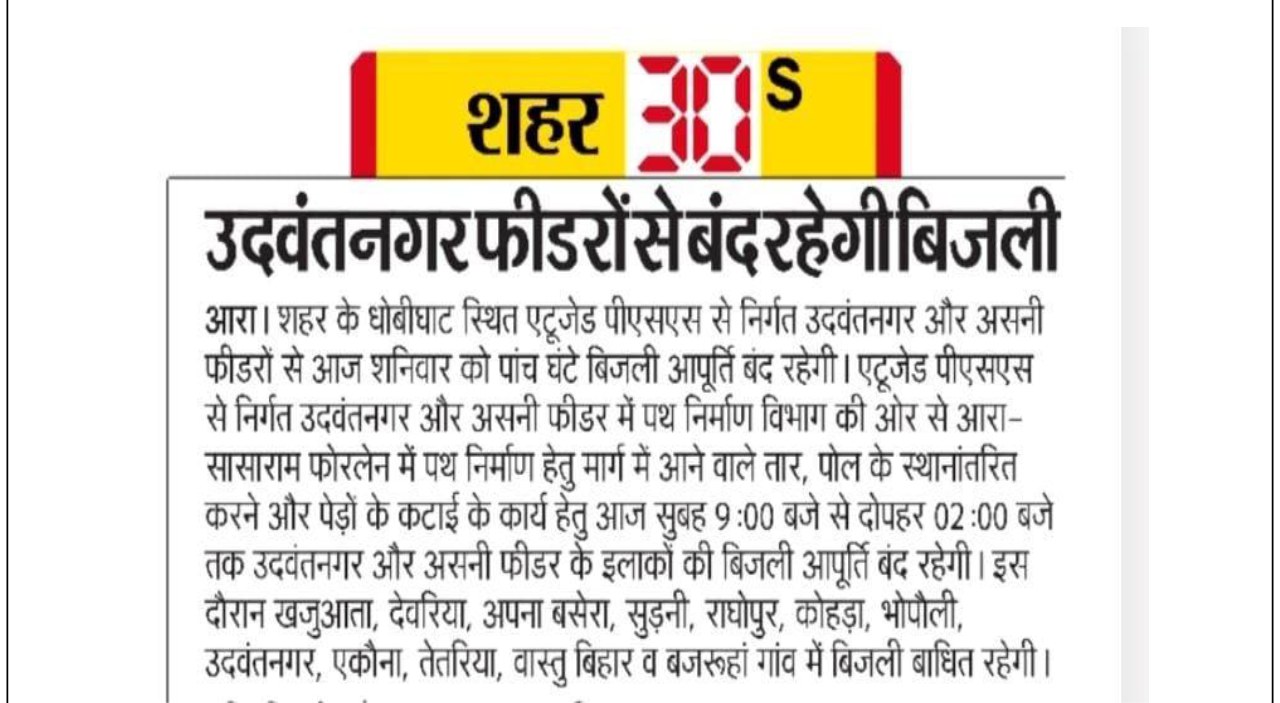 शहर 30 S
उदवंतनगर फीडरों से बंद रहेगी बिजली
आरा। शहर के धोबीघाट स्थित एटूजेड पीएसएस से निर्गत उदवंतनगर और असनी
फीडरों से आज शनिवार को पांच घंटे बिजली आपूर्ति बंद रहेगी। एटूजेड पीएसएस
से निर्गत उदवंतनगर और असनी फीडर में पथ निर्माण विभाग की ओर से आरा-
सासाराम फोरलेन में पथ निर्माण हेतु मार्ग में आने वाले तार, पोल के स्थानांतरित
करने और पेड़ों के कटाई के कार्य हेतु आज सुबह 9:00 बजे से दोपहर 02:00 बजे
तक उदवंतनगर और असनी फीडर के इलाकों की बिजली आपूर्ति बंद रहेगी। इस
दौरान खजुआता, देवरिया, अपना बसेरा, सुड़नी, राघोपुर, कोहड़ा, भोपौली,
उदवंतनगर, एकौना, तेतरिया, वास्तु बिहार व बजरूहां गांव में बिजली बाधित रहेगी।